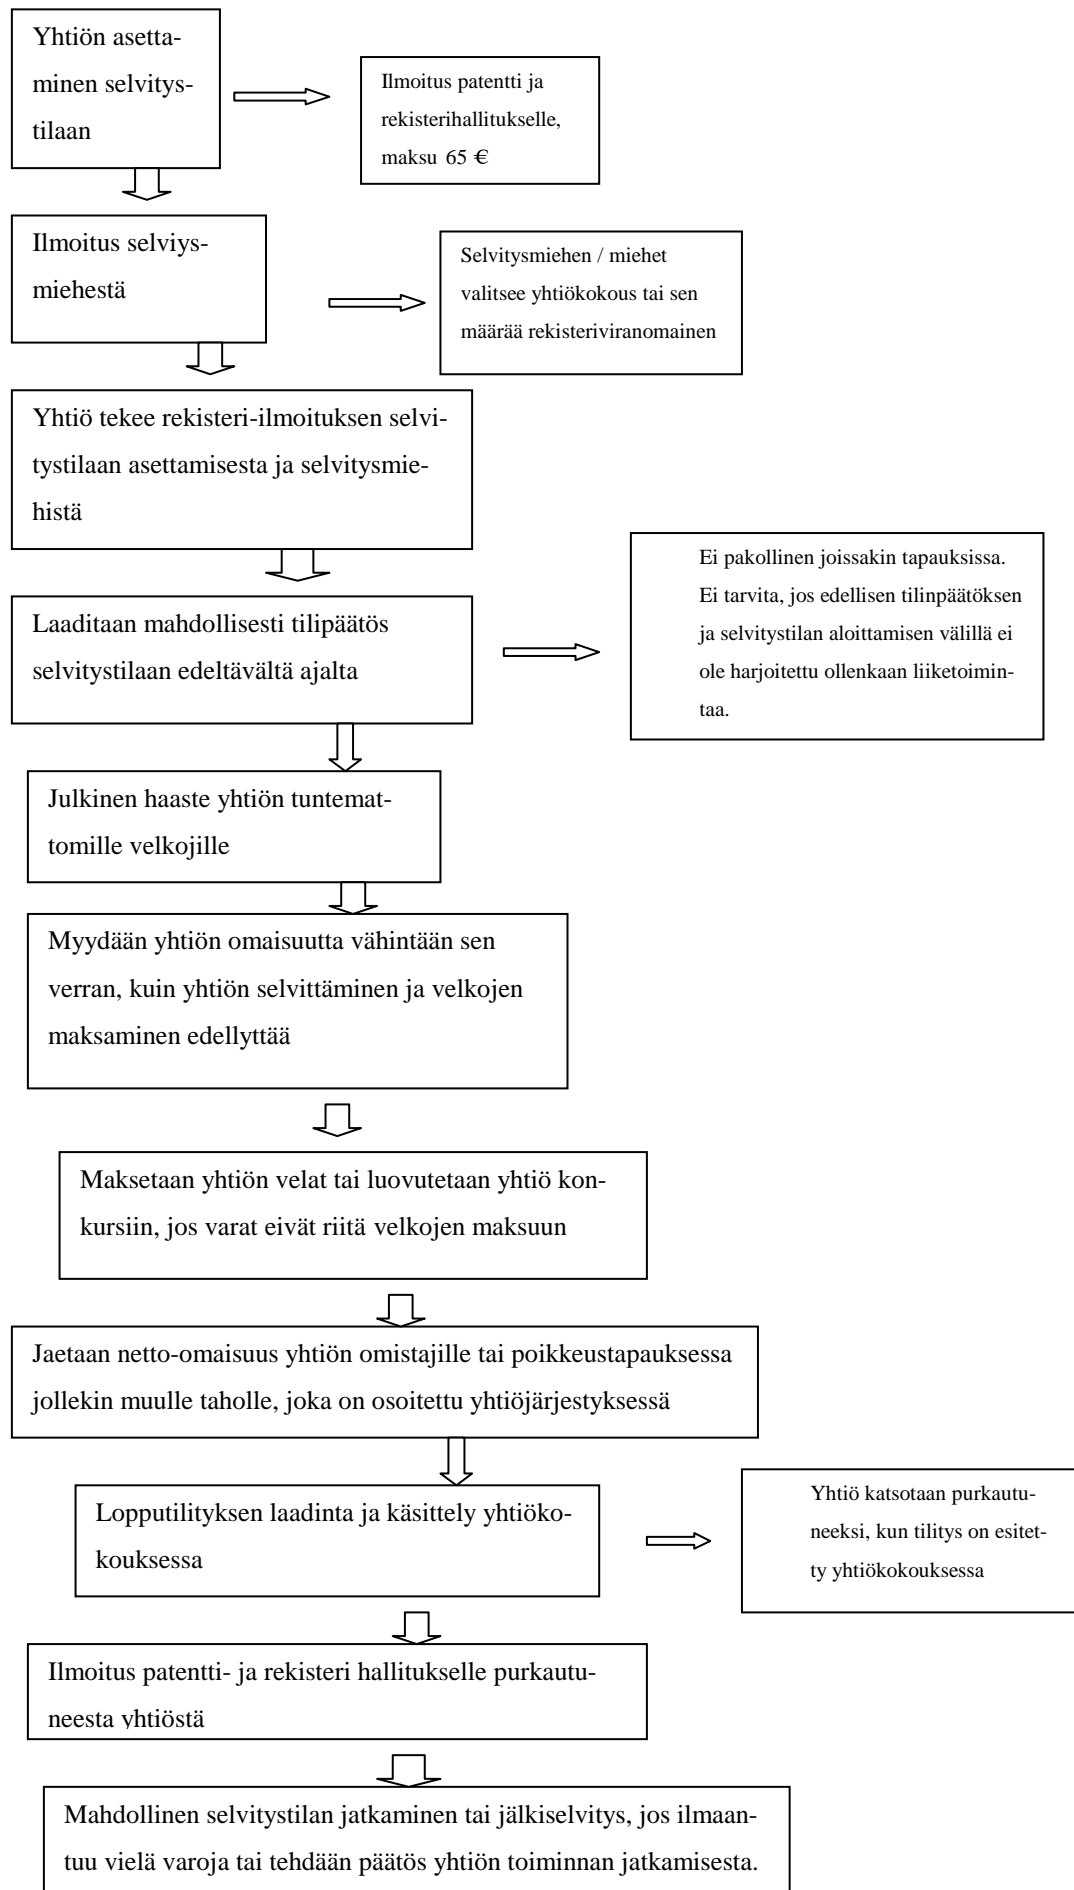 Yhtiön asetta-
minen selvitys-
tilaan
Ilmoitus patentti ja
rekisterihallitukselle,
maksu 65 €
Ilmoitus selviys-
miehestä
Selvitysmiehen / miehet
valitsee yhtiökokous tai sen
määrää rekisteriviranomainen
Yhtiö tekee rekisteri-ilmoituksen selvi-
tystilaan asettamisesta ja selvitysmie-
histä
Ei pakollinen joissakin tapauksissa.
Ei tarvita, jos edellisen tilinpäätöksen
ja selvitystilan aloittamisen välillä ei
ole harjoitettu ollenkaan liiketoimin-
taa.
Laaditaan mahdollisesti tilipäätös
selvitystilaan edeltävältä ajalta
Julkinen haaste yhtiön tuntemat-
tomille velkojille
Myydään yhtiön omaisuutta vähintään sen
verran, kuin yhtiön selvittäminen ja velkojen
maksaminen edellyttää
Maksetaan yhtiön velat tai luovutetaan yhtiö kon-
kursiin, jos varat eivät riitä velkojen maksuun
Jaetaan netto-omaisuus yhtiön omistajille tai poikkeustapauksessa
jollekin muulle taholle, joka on osoitettu yhtiöjärjestyksessä
Lopputilityksen laadinta ja käsittely yhtiöko-
kouksessa
Yhtiö katsotaan purkautu-
neeksi, kun tilitys on esitet-
ty yhtiökokouksessa
Ilmoitus patentti- ja rekisteri hallitukselle purkautu-
neesta yhtiöstä
Mahdollinen selvitystilan jatkaminen tai jälkiselvitys, jos ilmaan-
tuu vielä varoja tai tehdään päätös yhtiön toiminnan jatkamisesta.